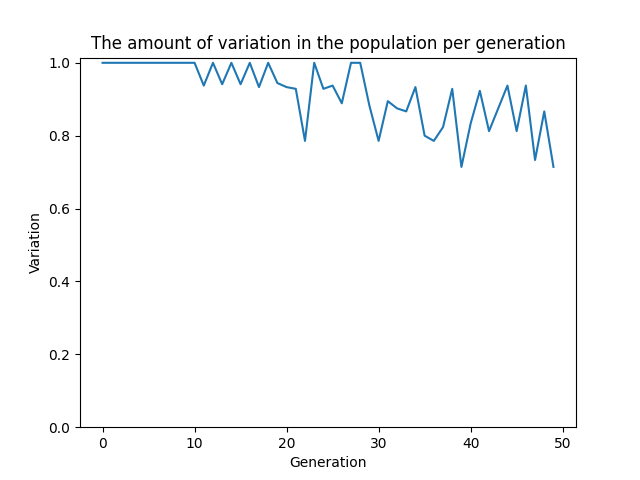 The amount of variation in the population per generation
1.0
0.8
0.6
0.4
0.2
0.0
Variation
0 10 20 30 40 50
Generation